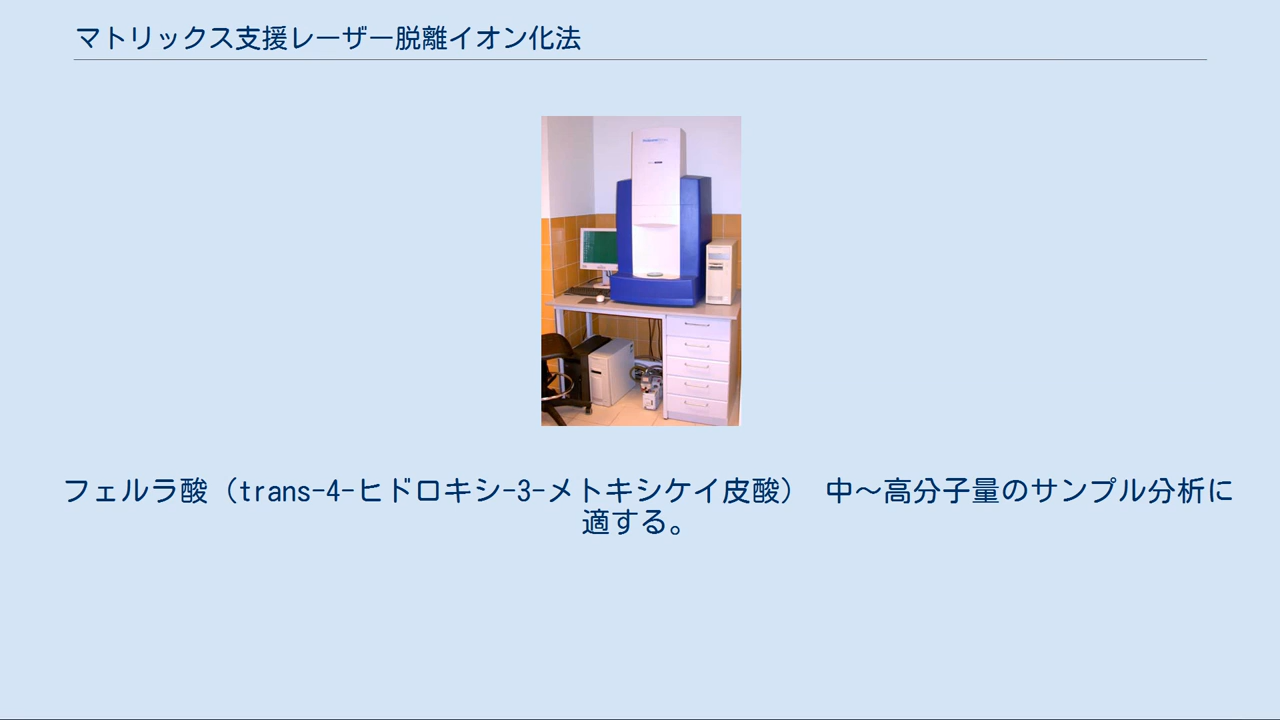 マトリックス支援レーザー脱離イオン化法
フェルラ酸（trans-4-ヒドロキシ-3-メトキシケイ皮酸） 中～高分子量のサンプル分析に
適する。